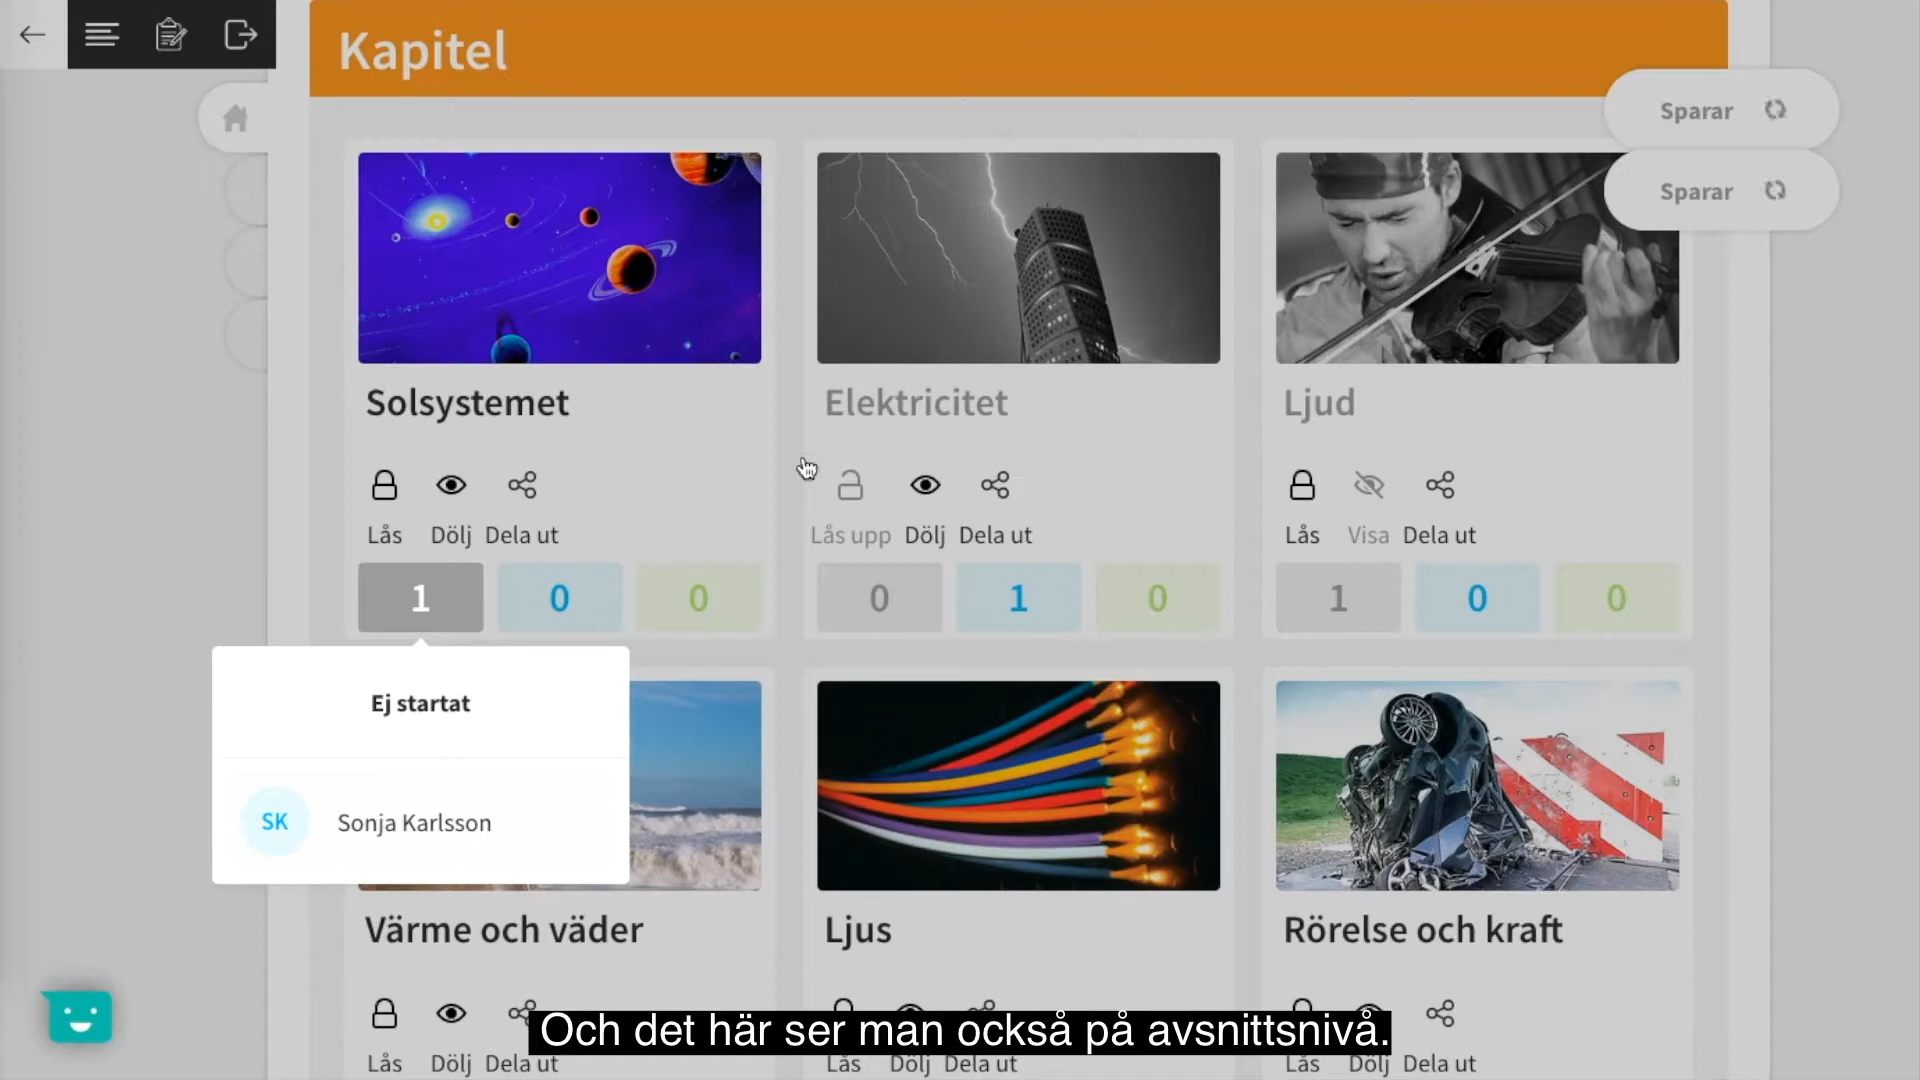 Kapitel
Sparar
Sparar
Solsystemet
Elektricitet
Ljud
Lås Dölj Dela ut
Lås upp Dölj Dela ut
Lås Visa Dela ut
1 0 0
0 1 0
1 0 0
Ej startat
SK Sonja Karlsson
Värme och väder
Ljus
Rörelse och kraft
Och det här ser man också på avsnittsnivå.
Lås Dölj Dela ut
Lås Dölj Dela ut
Lås Dölj Dela ut